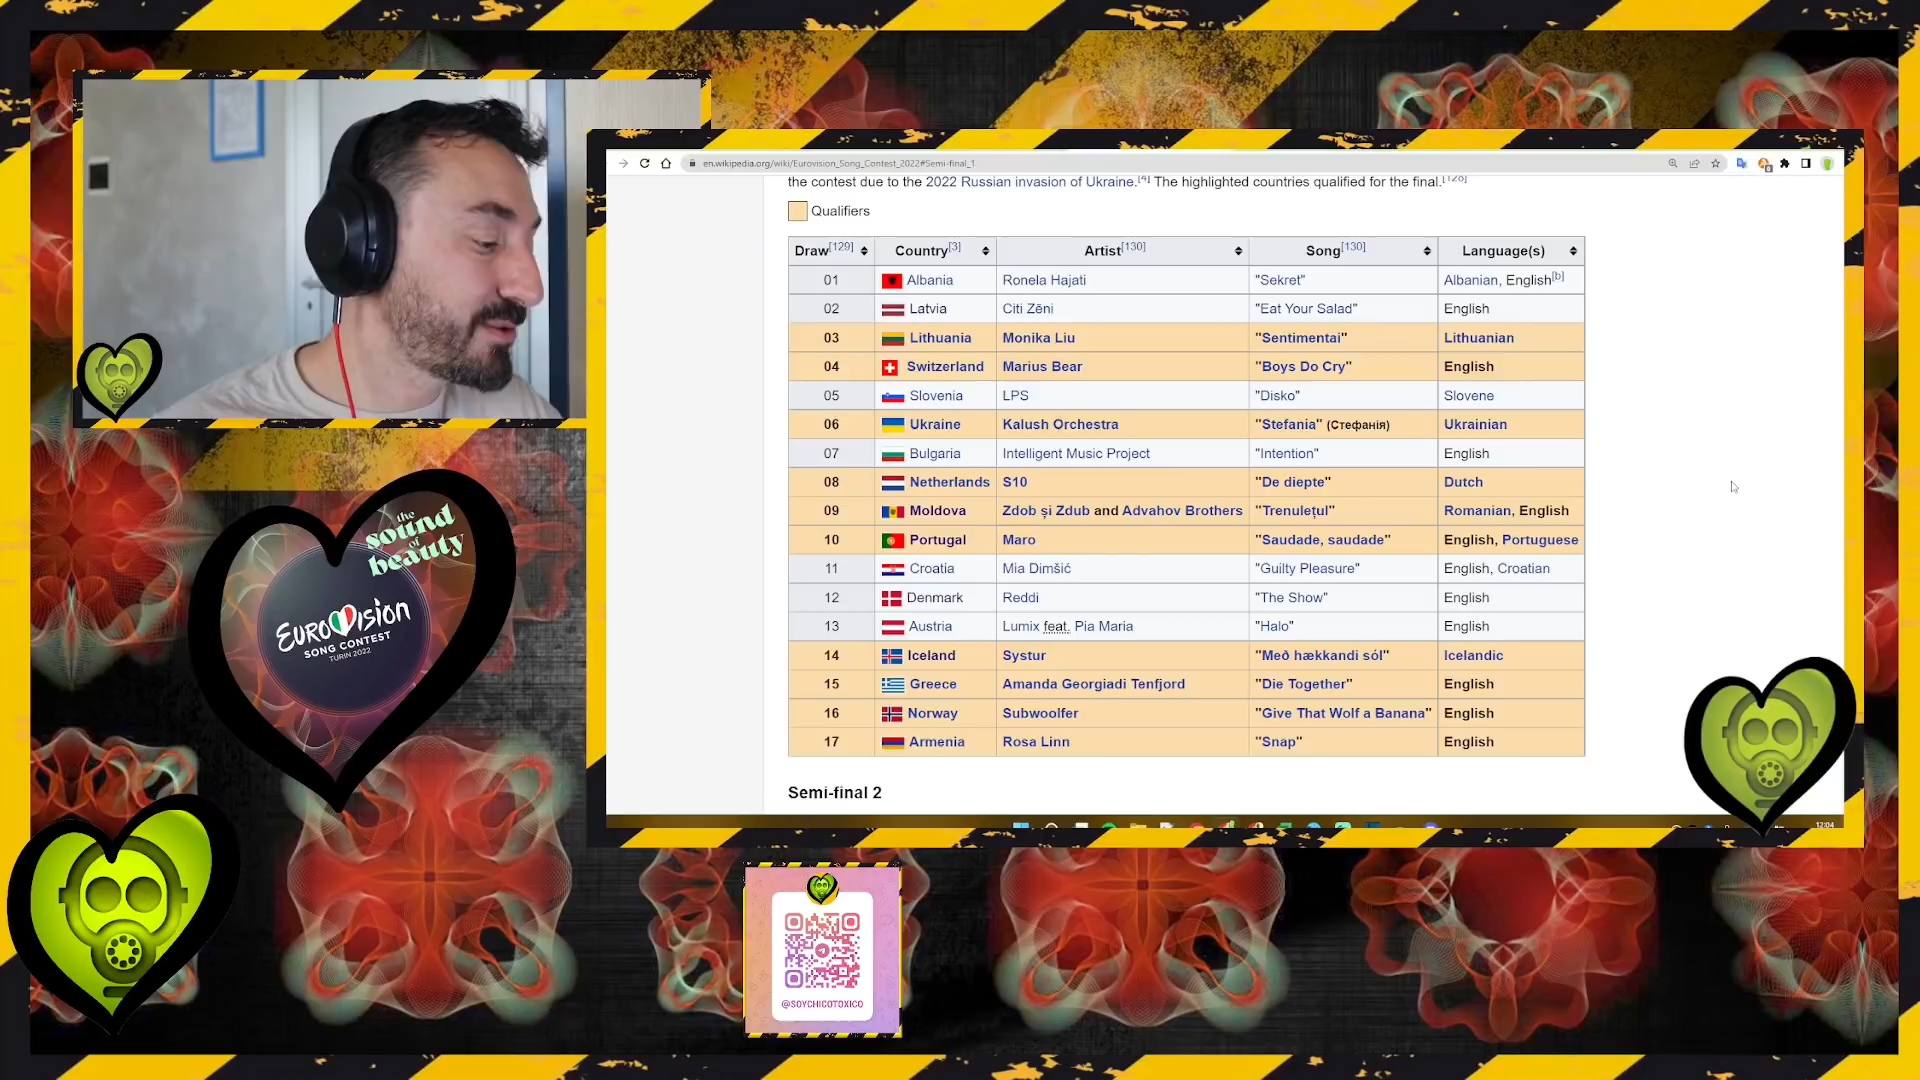 en.wikipedia.org/wiki/Eurovision_Song_Contest_2022#Semi-final_1
the contest due to the 2022 Russian invasion of Ukraine.[4] The highlighted countries qualified for the final.[128]
Qualifiers
Draw[129] Country[3] Artist[130] Song[130] Language(s)
01 Albania Ronela Hajati "Sekret" Albanian, English[b]
02 Latvia Citi Zēni "Eat Your Salad" English
03 Lithuania Monika Liu "Sentimentai" Lithuanian
04 Switzerland Marius Bear "Boys Do Cry" English
05 Slovenia LPS "Disko" Slovene
06 Ukraine Kalush Orchestra "Stefania" (Стефанія) Ukrainian
07 Bulgaria Intelligent Music Project "Intention" English
08 Netherlands S10 "De diepte" Dutch
09 Moldova Zdob și Zdub and Advahov Brothers "Trenulețul" Romanian, English
10 Portugal Maro "Saudade, saudade" English, Portuguese
11 Croatia Mia Dimšić "Guilty Pleasure" English, Croatian
12 Denmark Reddi "The Show" English
13 Austria Lumix feat. Pia Maria "Halo" English
14 Iceland Systur "Með hækkandi sól" Icelandic
15 Greece Amanda Georgiadi Tenfjord "Die Together" English
16 Norway Subwoolfer "Give That Wolf a Banana" English
17 Armenia Rosa Linn "Snap" English
Semi-final 2
12:04
the
sound
of
beauty
EUROVISION
SONG CONTEST
TURIN 2022
@SOYCHICOTOXICO